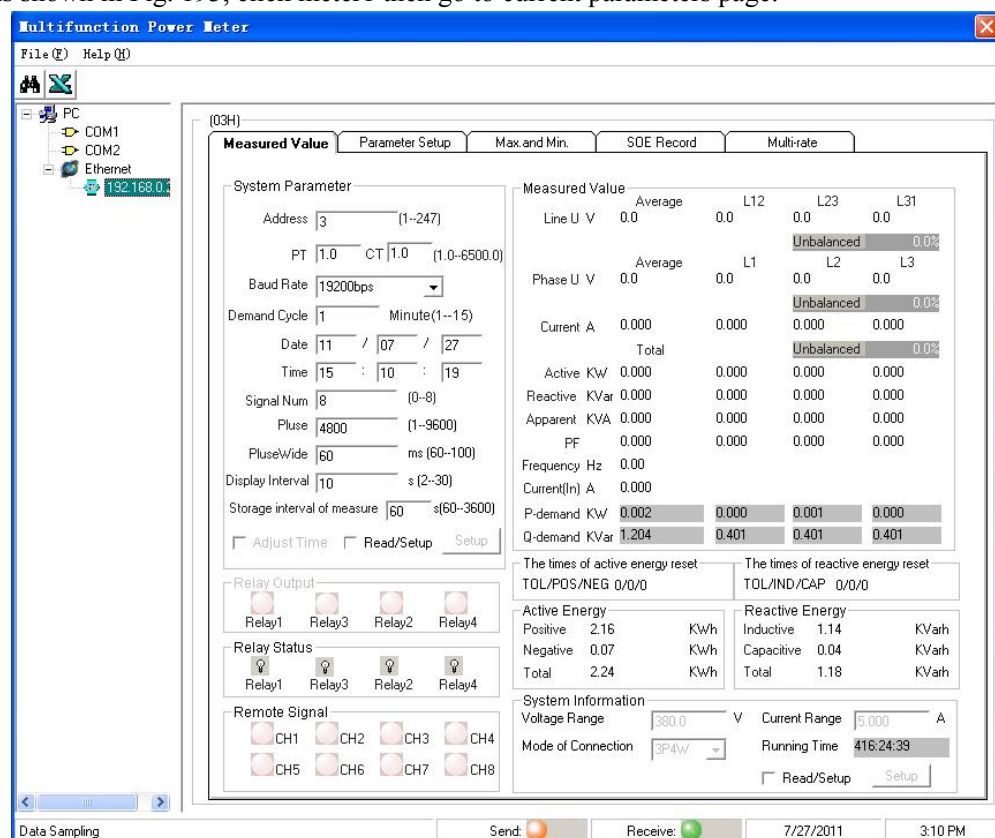 s shown in Fig. 195, click meter1 then go to current parameters page.
Multifunction Power Meter
File(F) Help(H)
PC
COM1
COM2
Ethernet
192.168.0.
(03H)
Measured Value Parameter Setup Max.and Min. SOE Record Multi-rate
System Parameter
Address 3 (1--247)
PT 1.0 CT 1.0 (1.0--6500.0)
Baud Rate 19200bps
Demand Cycle 1 Minute(1--15)
Date 11 / 07 / 27
Time 15 : 10 : 19
Signal Num 8 (0--8)
Pluse 4800 (1--9600)
PluseWide 60 ms (60--100)
Display Interval 10 s (2--30)
Storage interval of measure 60 s(60--3600)
Adjust Time Read/Setup Setup
Relay Output
Relay1 Relay3 Relay2 Relay4
Relay Status
Relay1 Relay3 Relay2 Relay4
Remote Signal
CH1 CH2 CH3 CH4
CH5 CH6 CH7 CH8
Measured Value
Average L12 L23 L31
Line U V 0.0 0.0 0.0 0.0
Unbalanced 0.0%
Average L1 L2 L3
Phase U V 0.0 0.0 0.0 0.0
Unbalanced 0.0%
Current A 0.000 0.000 0.000 0.000
Total Unbalanced 0.0%
Active KW 0.000 0.000 0.000 0.000
Reactive KVar 0.000 0.000 0.000 0.000
Apparent KVA 0.000 0.000 0.000 0.000
PF 0.000 0.000 0.000 0.000
Frequency Hz 0.00
Current(In) A 0.000
P-demand KW 0.002 0.000 0.001 0.000
Q-demand KVar 1.204 0.401 0.401 0.401
The times of active energy reset
TOL/POS/NEG 0/0/0
The times of reactive energy reset
TOL/IND/CAP 0/0/0
Active Energy
Positive 2.16 KWh
Negative 0.07 KWh
Total 2.24 KWh
Reactive Energy
Inductive 1.14 KVarh
Capacitive 0.04 KVarh
Total 1.18 KVarh
System Information
Voltage Range 380.0 V Current Range 5.000 A
Mode of Connection 3P4W Running Time 416:24:39
Read/Setup Setup
Data Sampling Send: Receive: 7/27/2011 3:10 PM